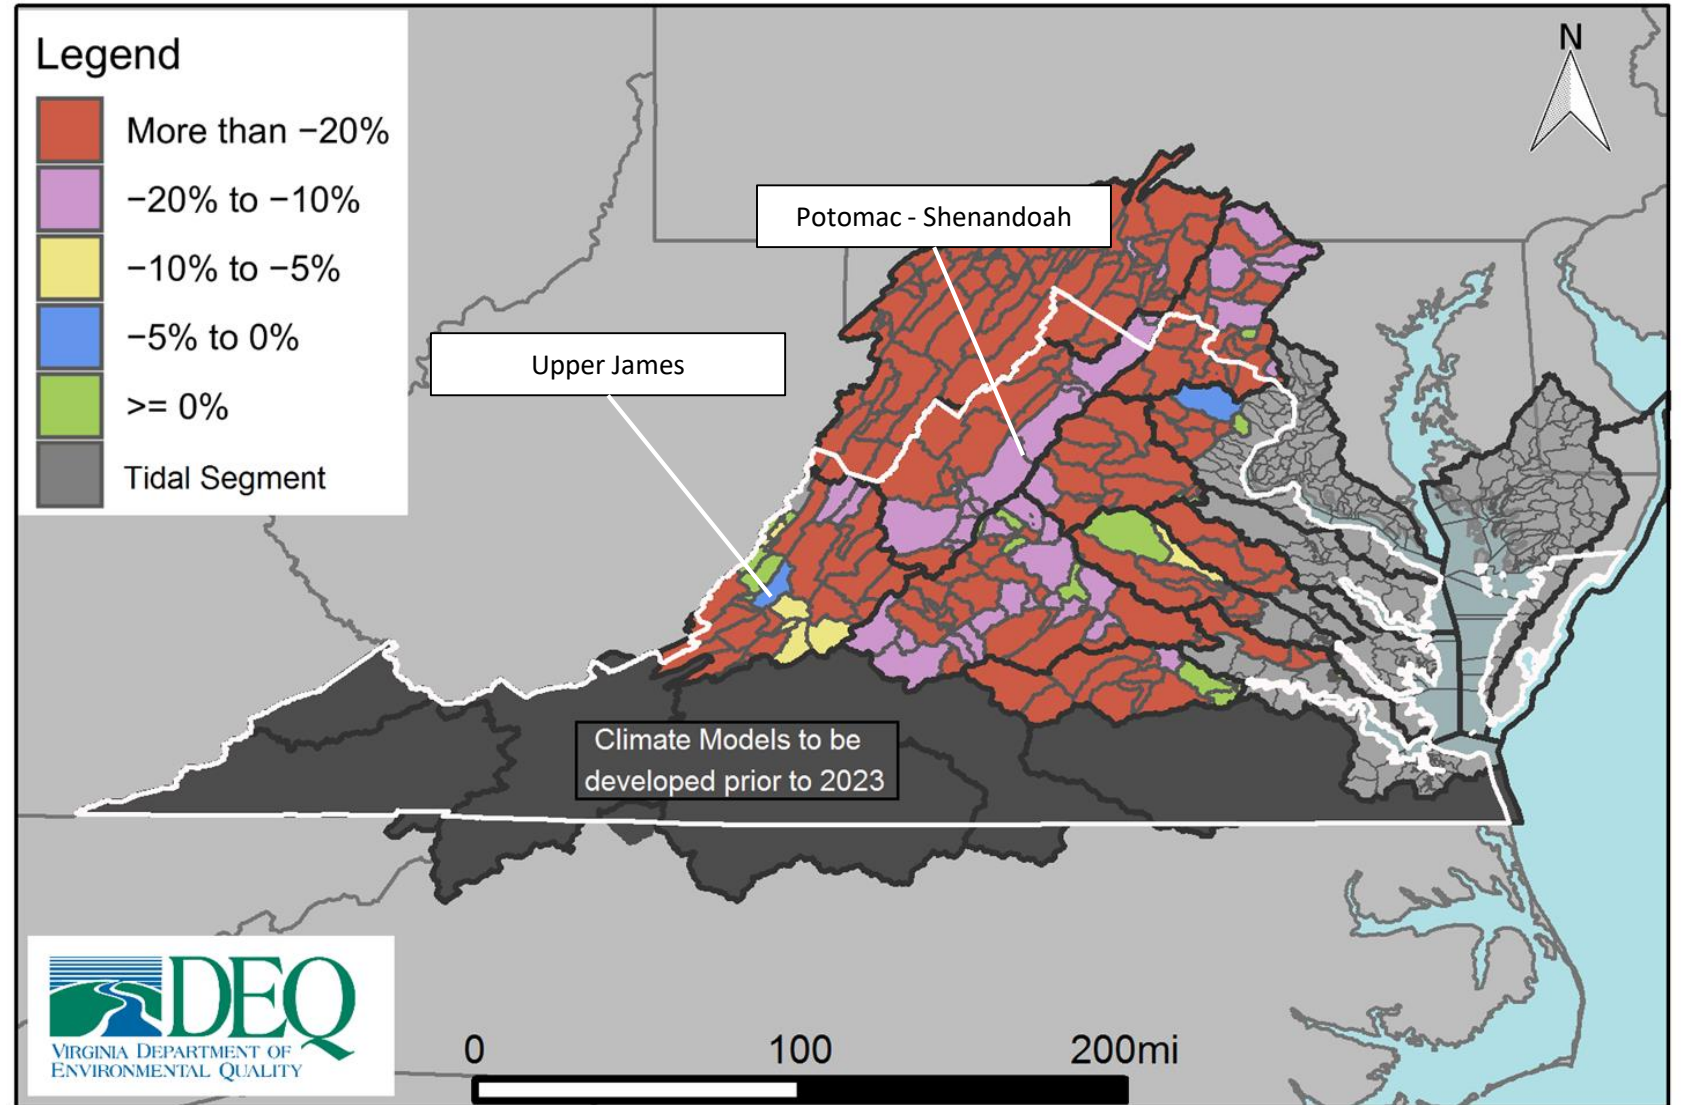 Legend
More than −20%
−20% to −10%
−10% to −5%
−5% to 0%
>= 0%
Tidal Segment
N
Potomac - Shenandoah
Upper James
Climate Models to be
developed prior to 2023
DEQ
VIRGINIA DEPARTMENT OF
ENVIRONMENTAL QUALITY
0 100 200mi